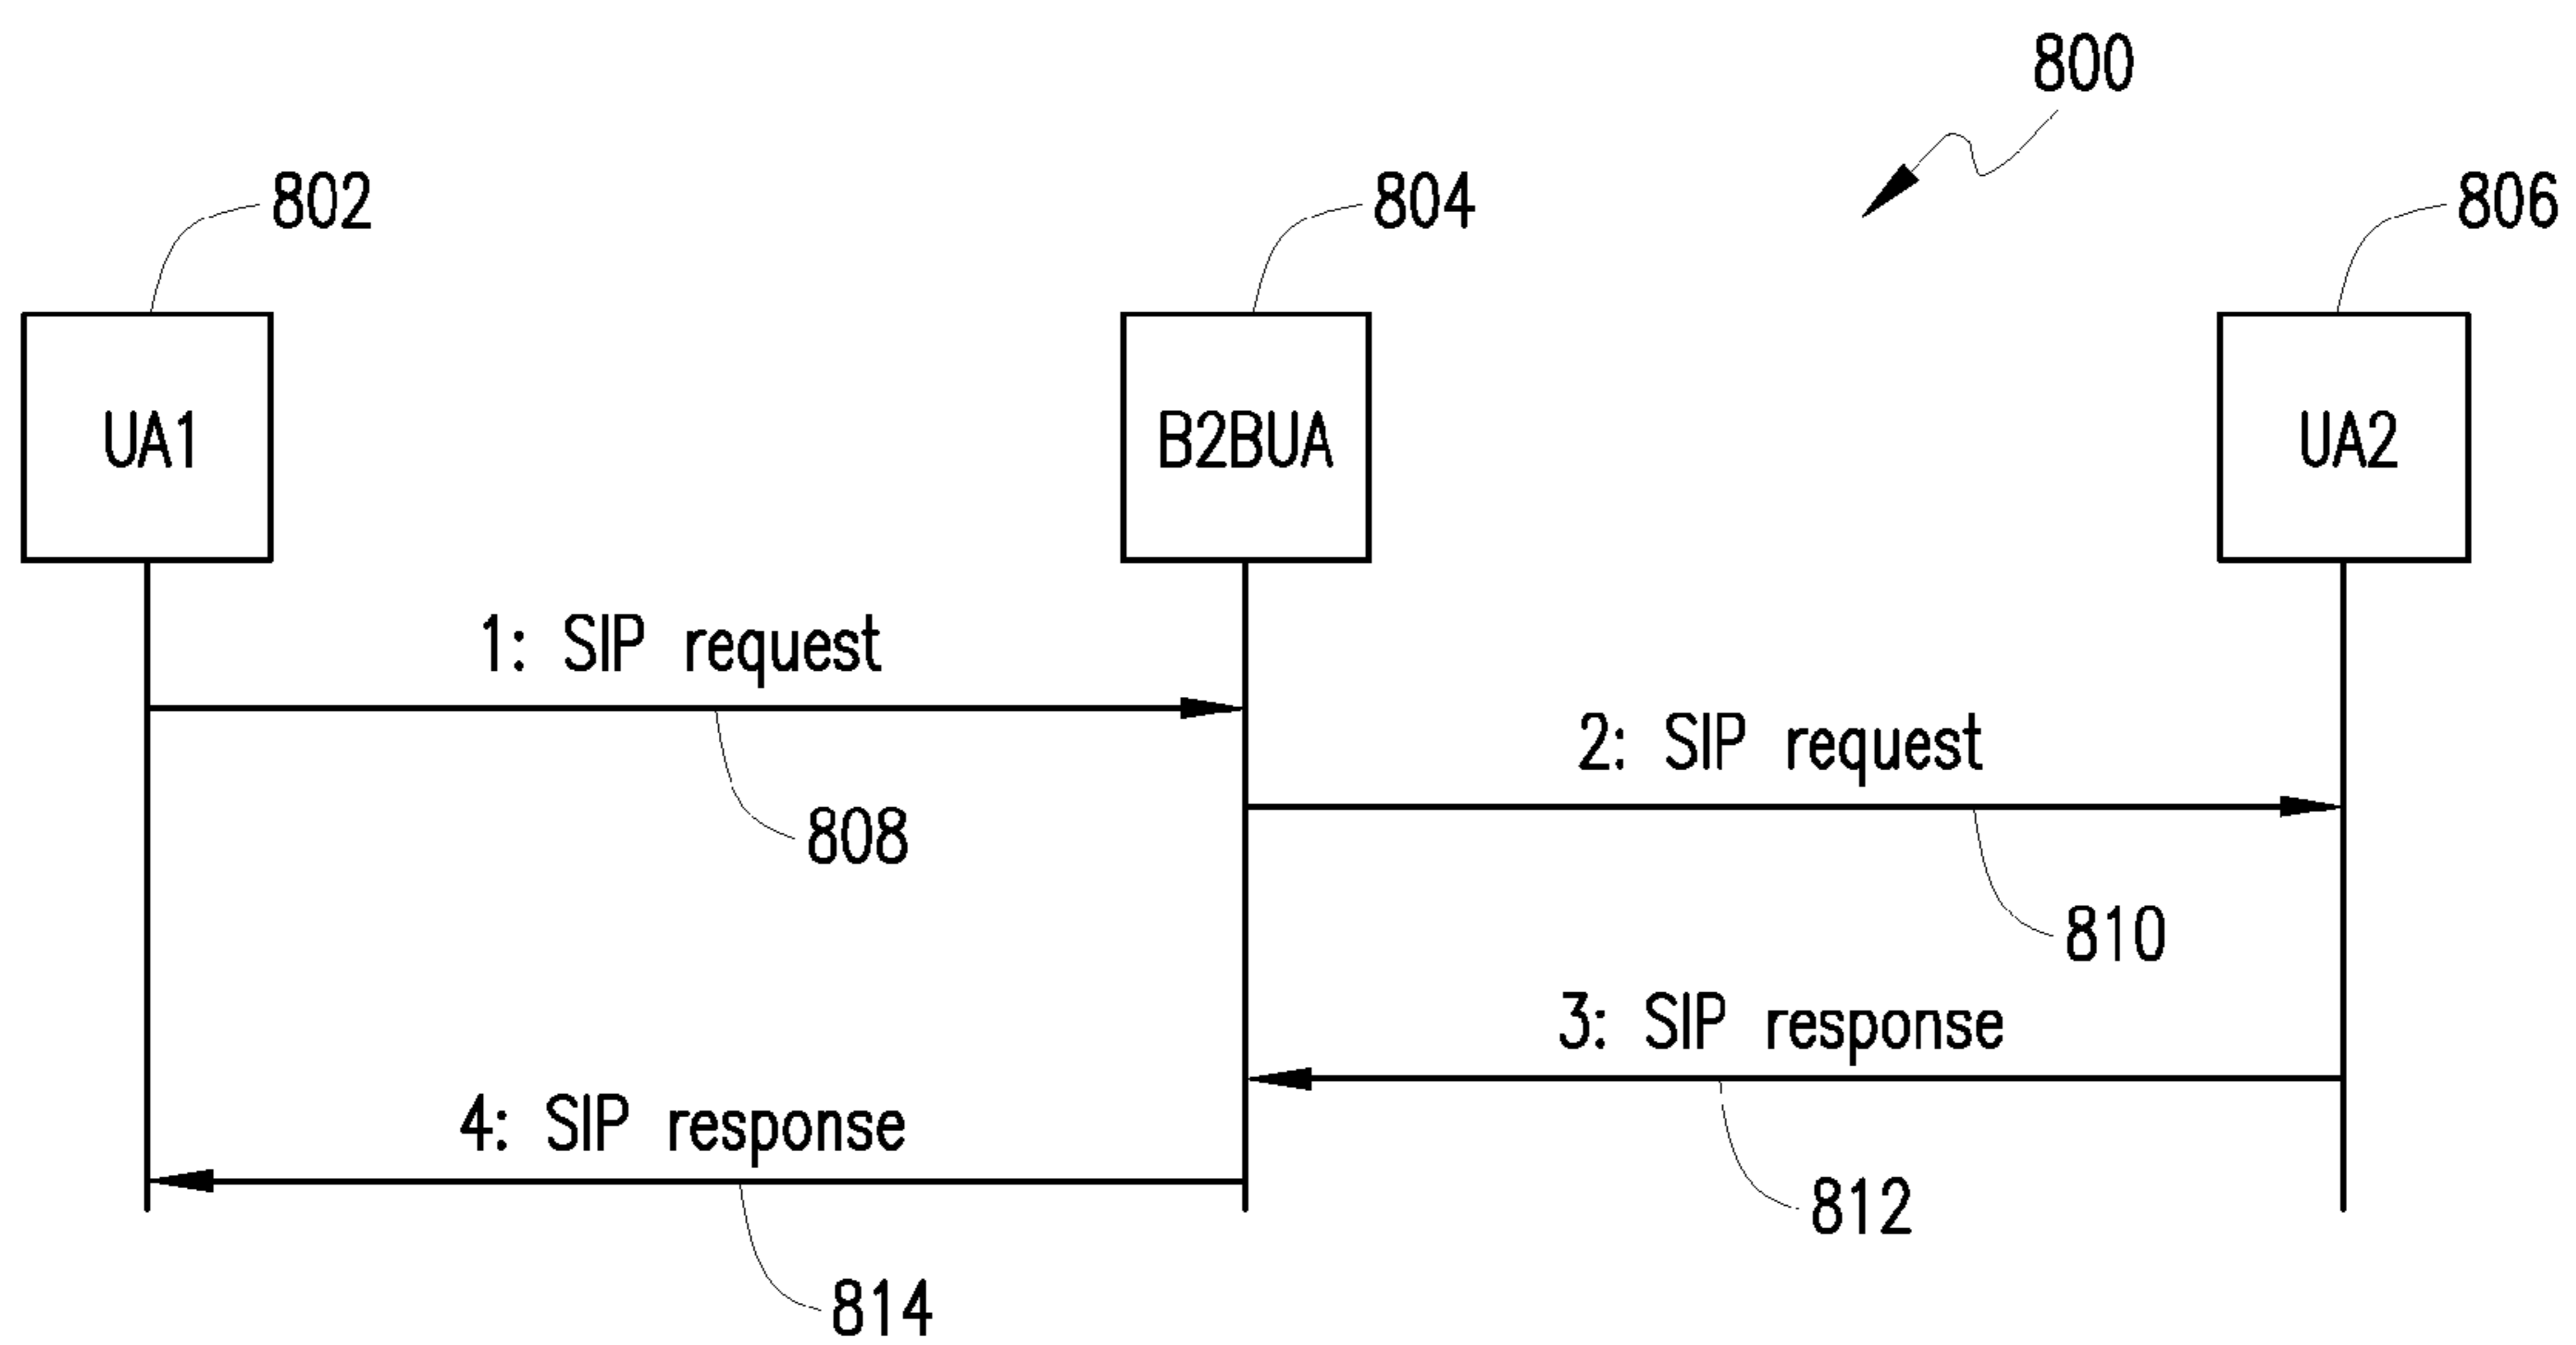 800
802
804
806
UA1
B2BUA
UA2
1: SIP request
2: SIP request
808
810
3: SIP response
4: SIP response
812
814